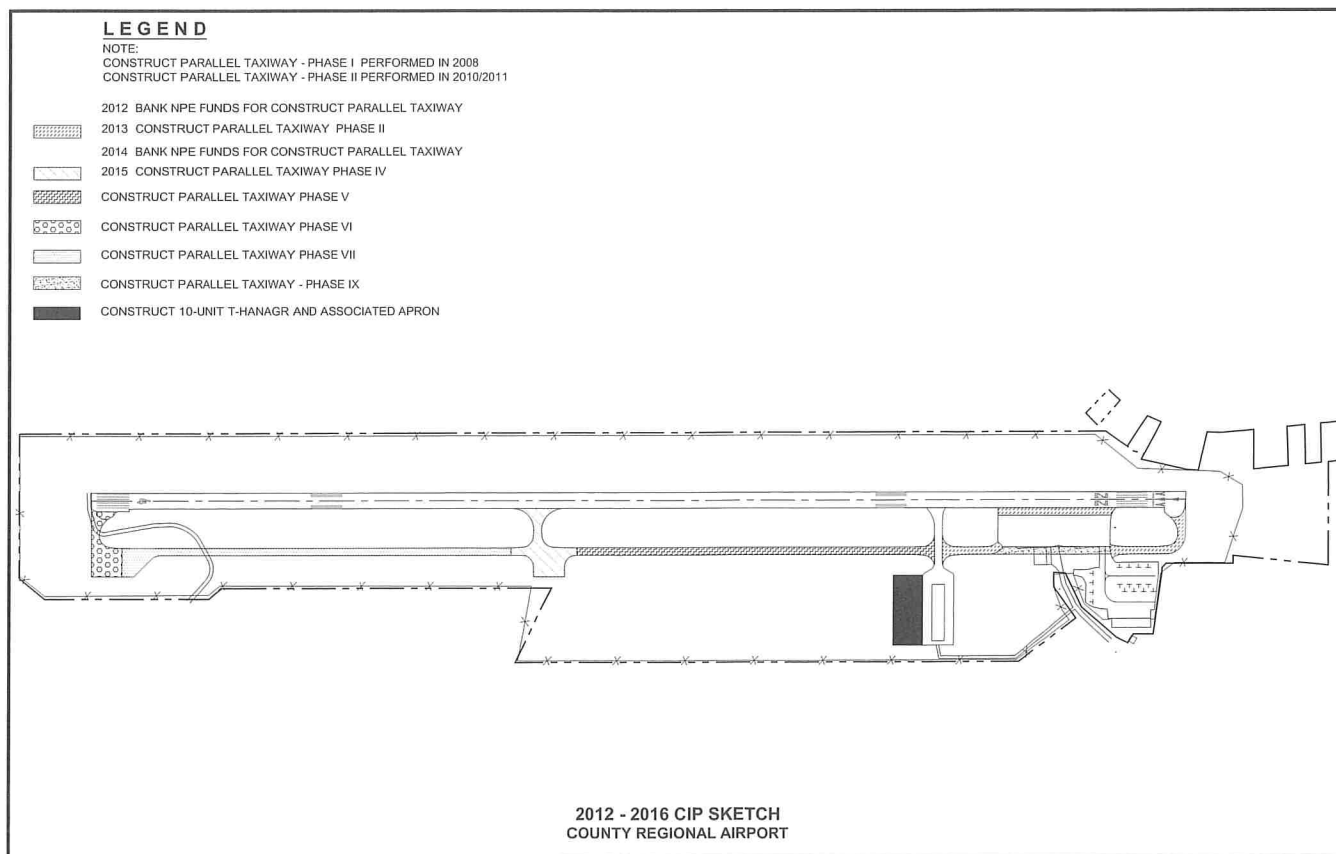 LEGEND
NOTE:
CONSTRUCT PARALLEL TAXIWAY - PHASE I PERFORMED IN 2008
CONSTRUCT PARALLEL TAXIWAY - PHASE II PERFORMED IN 2010/2011
2012 BANK NPE FUNDS FOR CONSTRUCT PARALLEL TAXIWAY
2013 CONSTRUCT PARALLEL TAXIWAY PHASE II
2014 BANK NPE FUNDS FOR CONSTRUCT PARALLEL TAXIWAY
2015 CONSTRUCT PARALLEL TAXIWAY PHASE IV
CONSTRUCT PARALLEL TAXIWAY PHASE V
CONSTRUCT PARALLEL TAXIWAY PHASE VI
CONSTRUCT PARALLEL TAXIWAY PHASE VII
CONSTRUCT PARALLEL TAXIWAY - PHASE IX
CONSTRUCT 10-UNIT T-HANAGR AND ASSOCIATED APRON
22
2012 - 2016 CIP SKETCH
COUNTY REGIONAL AIRPORT